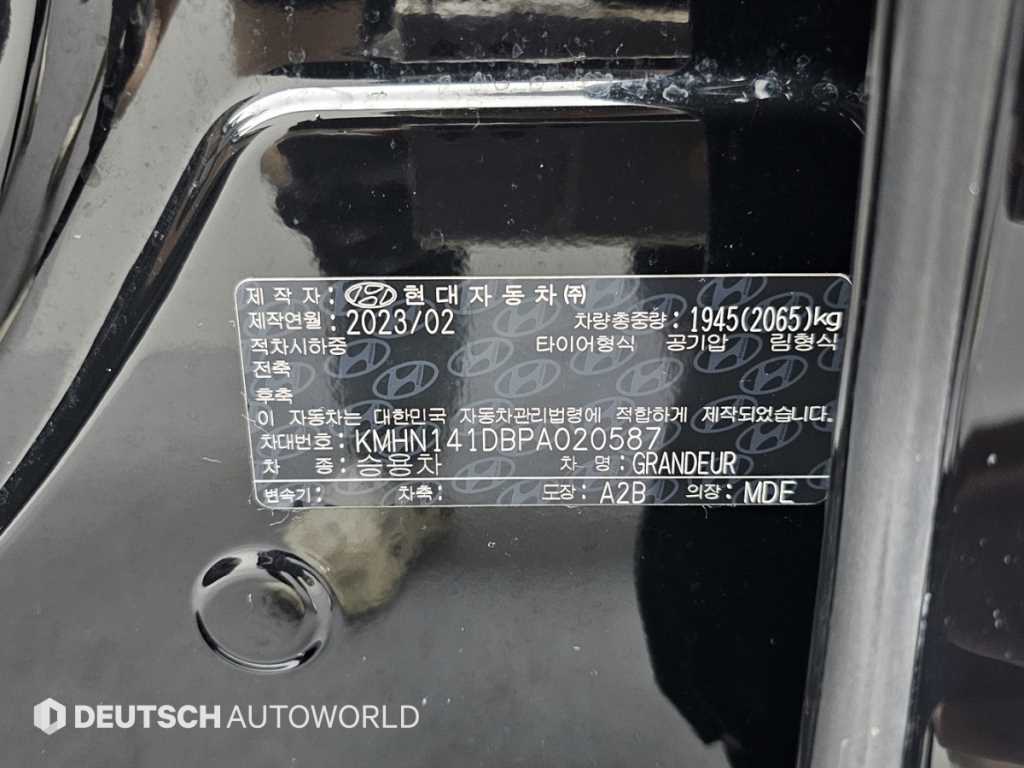 제작자: 현대자동차㈜
제작연월: 2023/02 차량총중량: 1945(2065)kg
적차시하중 타이어형식 공기압 림형식
전축
후축
이 자동차는 대한민국 자동차관리법령에 적합하게 제작되었습니다.
차대번호: KMHN141DBPA020587
차종: 승용차 차명: GRANDEUR
변속기: 차축: 도장: A2B 의장: MDE
DEUTSCH AUTOWORLD